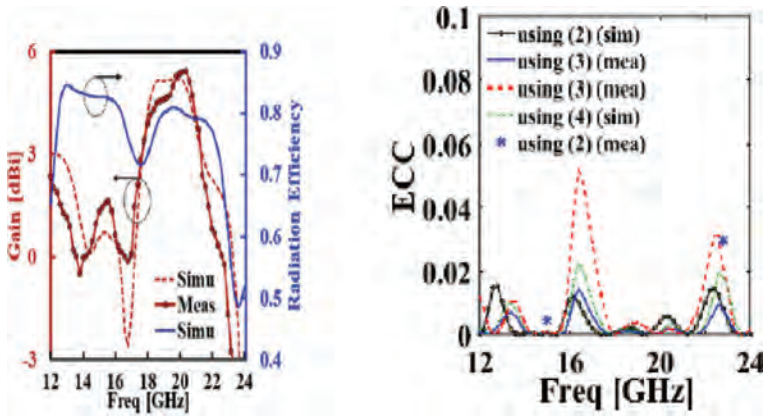 6
3
0
-3
Gain [dBi]
0.9
0.8
0.7
0.6
0.5
0.4
Radiation Efficiency
Simu
Meas
Simu
12 14 16 18 20 22 24
Freq [GHz]
0.1
0.08
0.06
0.04
0.02
0
ECC
using (2) (sim)
using (3) (mea)
using (3) (mea)
using (4) (sim)
using (2) (mea)
12 16 20 24
Freq [GHz]